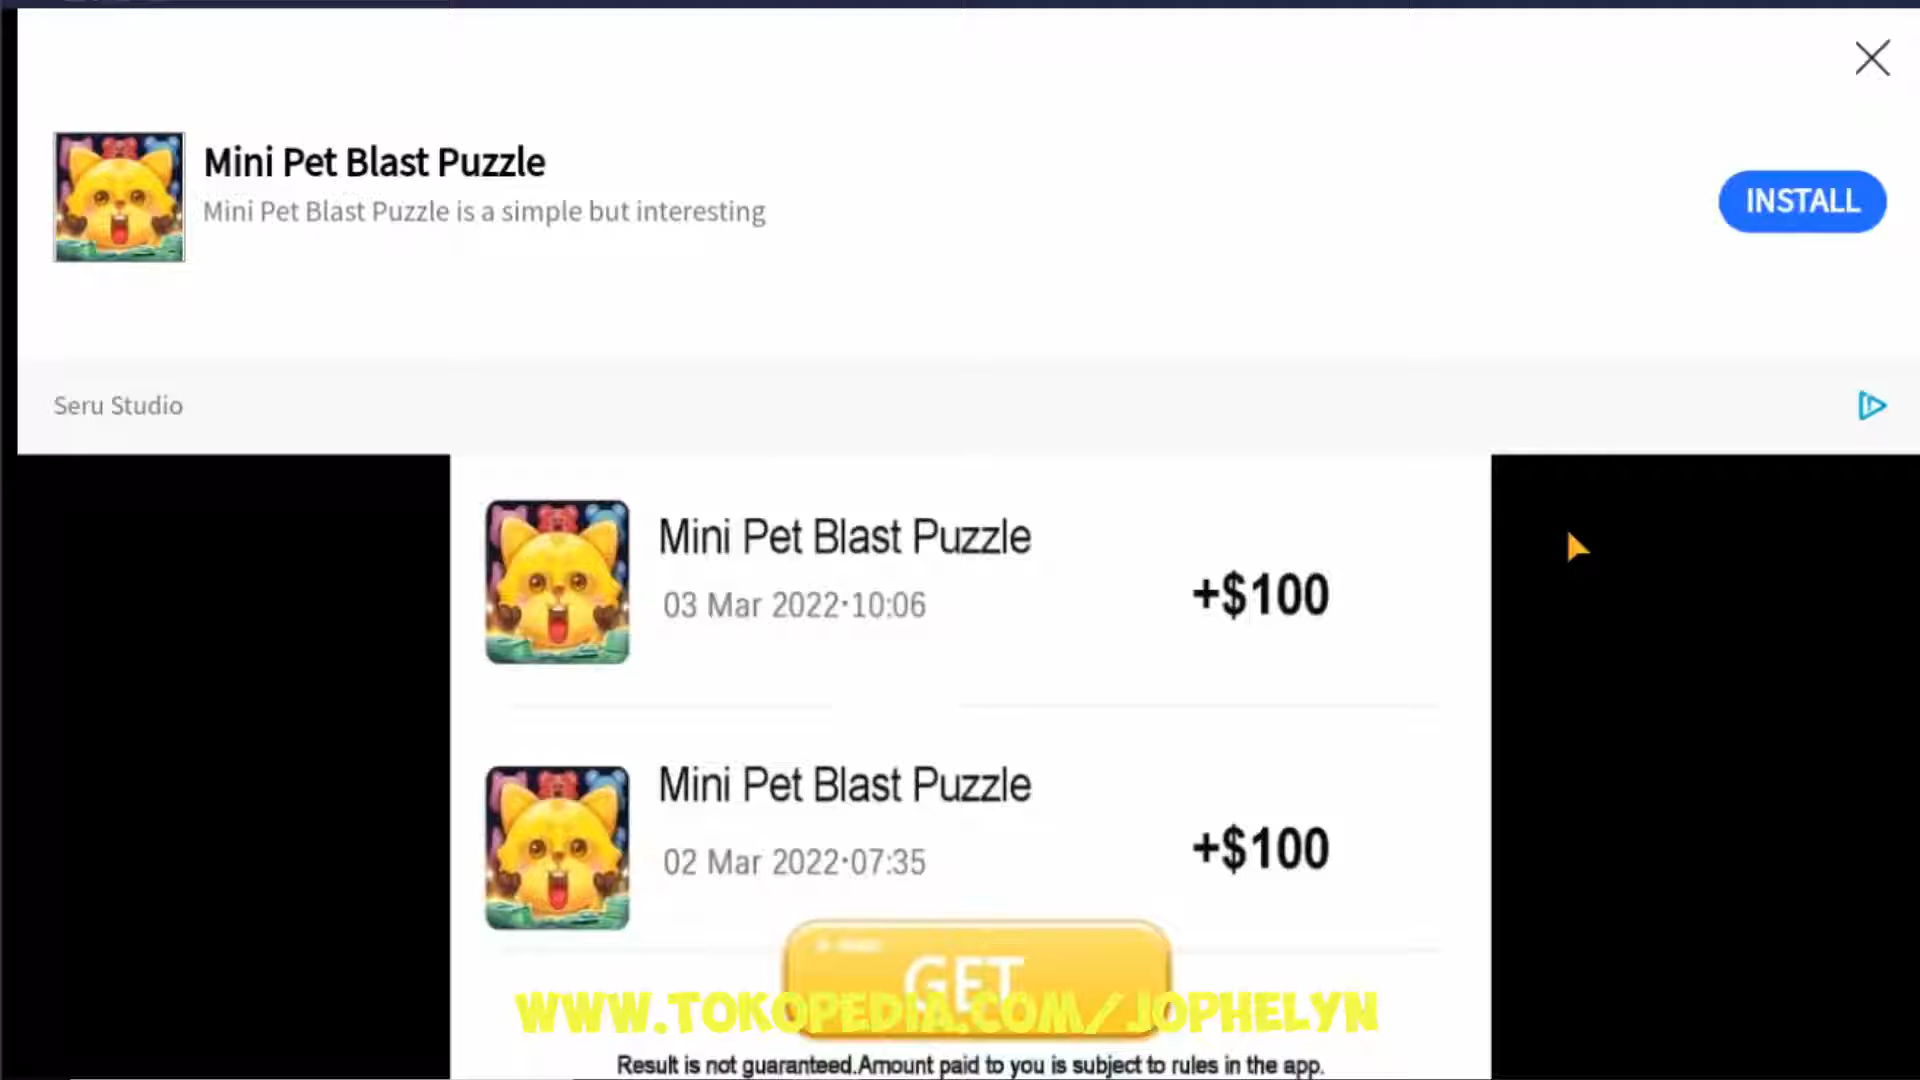 Mini Pet Blast Puzzle
Mini Pet Blast Puzzle is a simple but interesting
INSTALL
Seru Studio
Mini Pet Blast Puzzle
03 Mar 2022·10:06
+$100
Mini Pet Blast Puzzle
02 Mar 2022·07:35
+$100
GET
WWW.TOKOPEDIA.COM/JOPHELYN
Result is not guaranteed.Amount paid to you is subject to rules in the app.